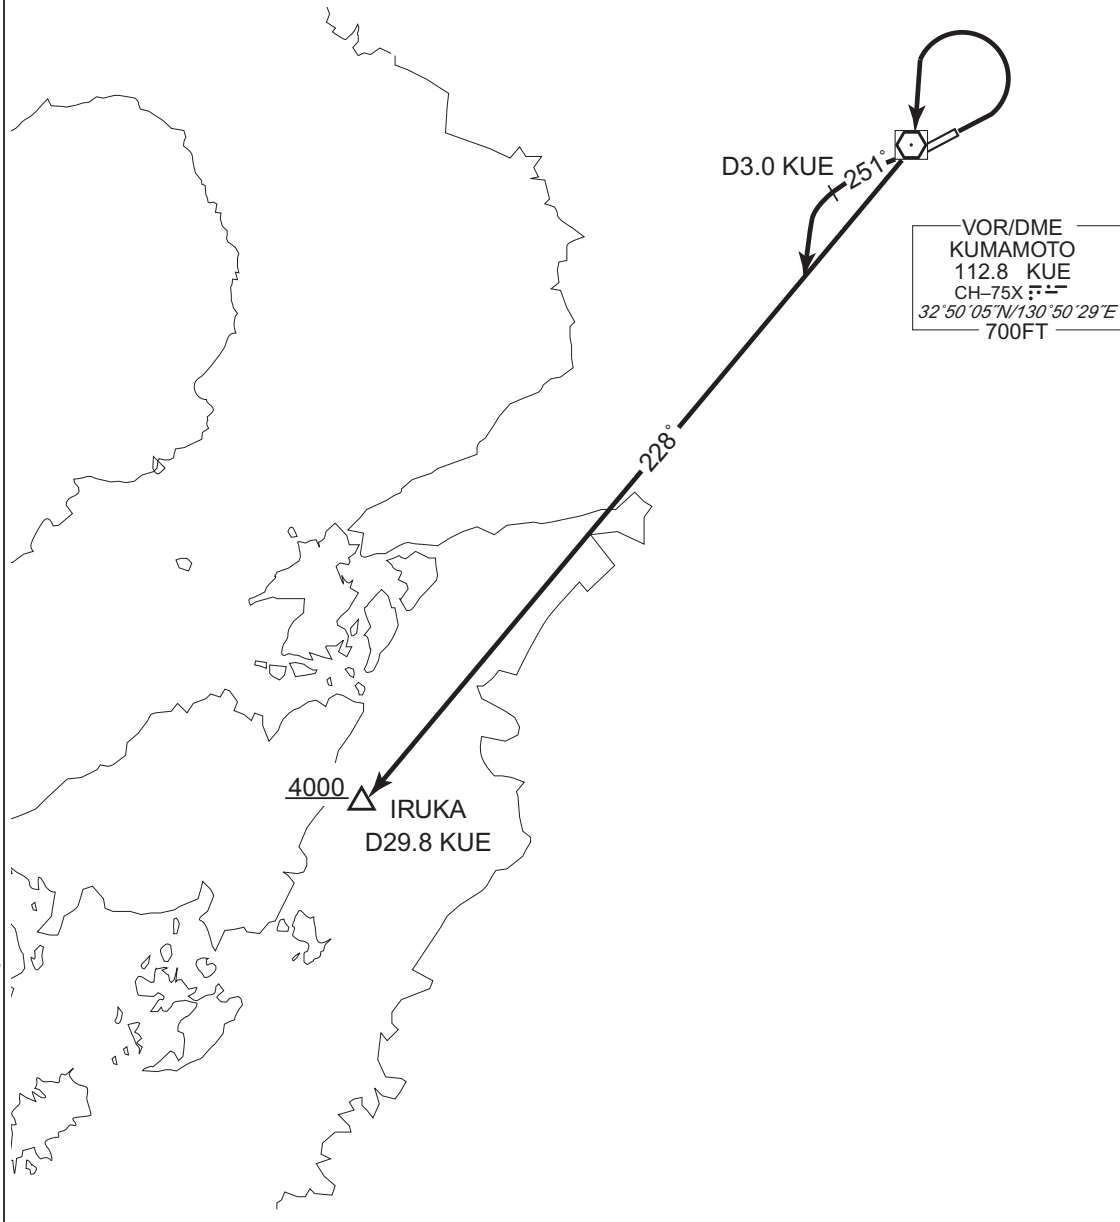 D3.0 KUE
251°
VOR/DME
KUMAMOTO
112.8 KUE
CH–75X
32°50´05˝N/130°50´29˝E
700FT
228°
4000
IRUKA
D29.8 KUE